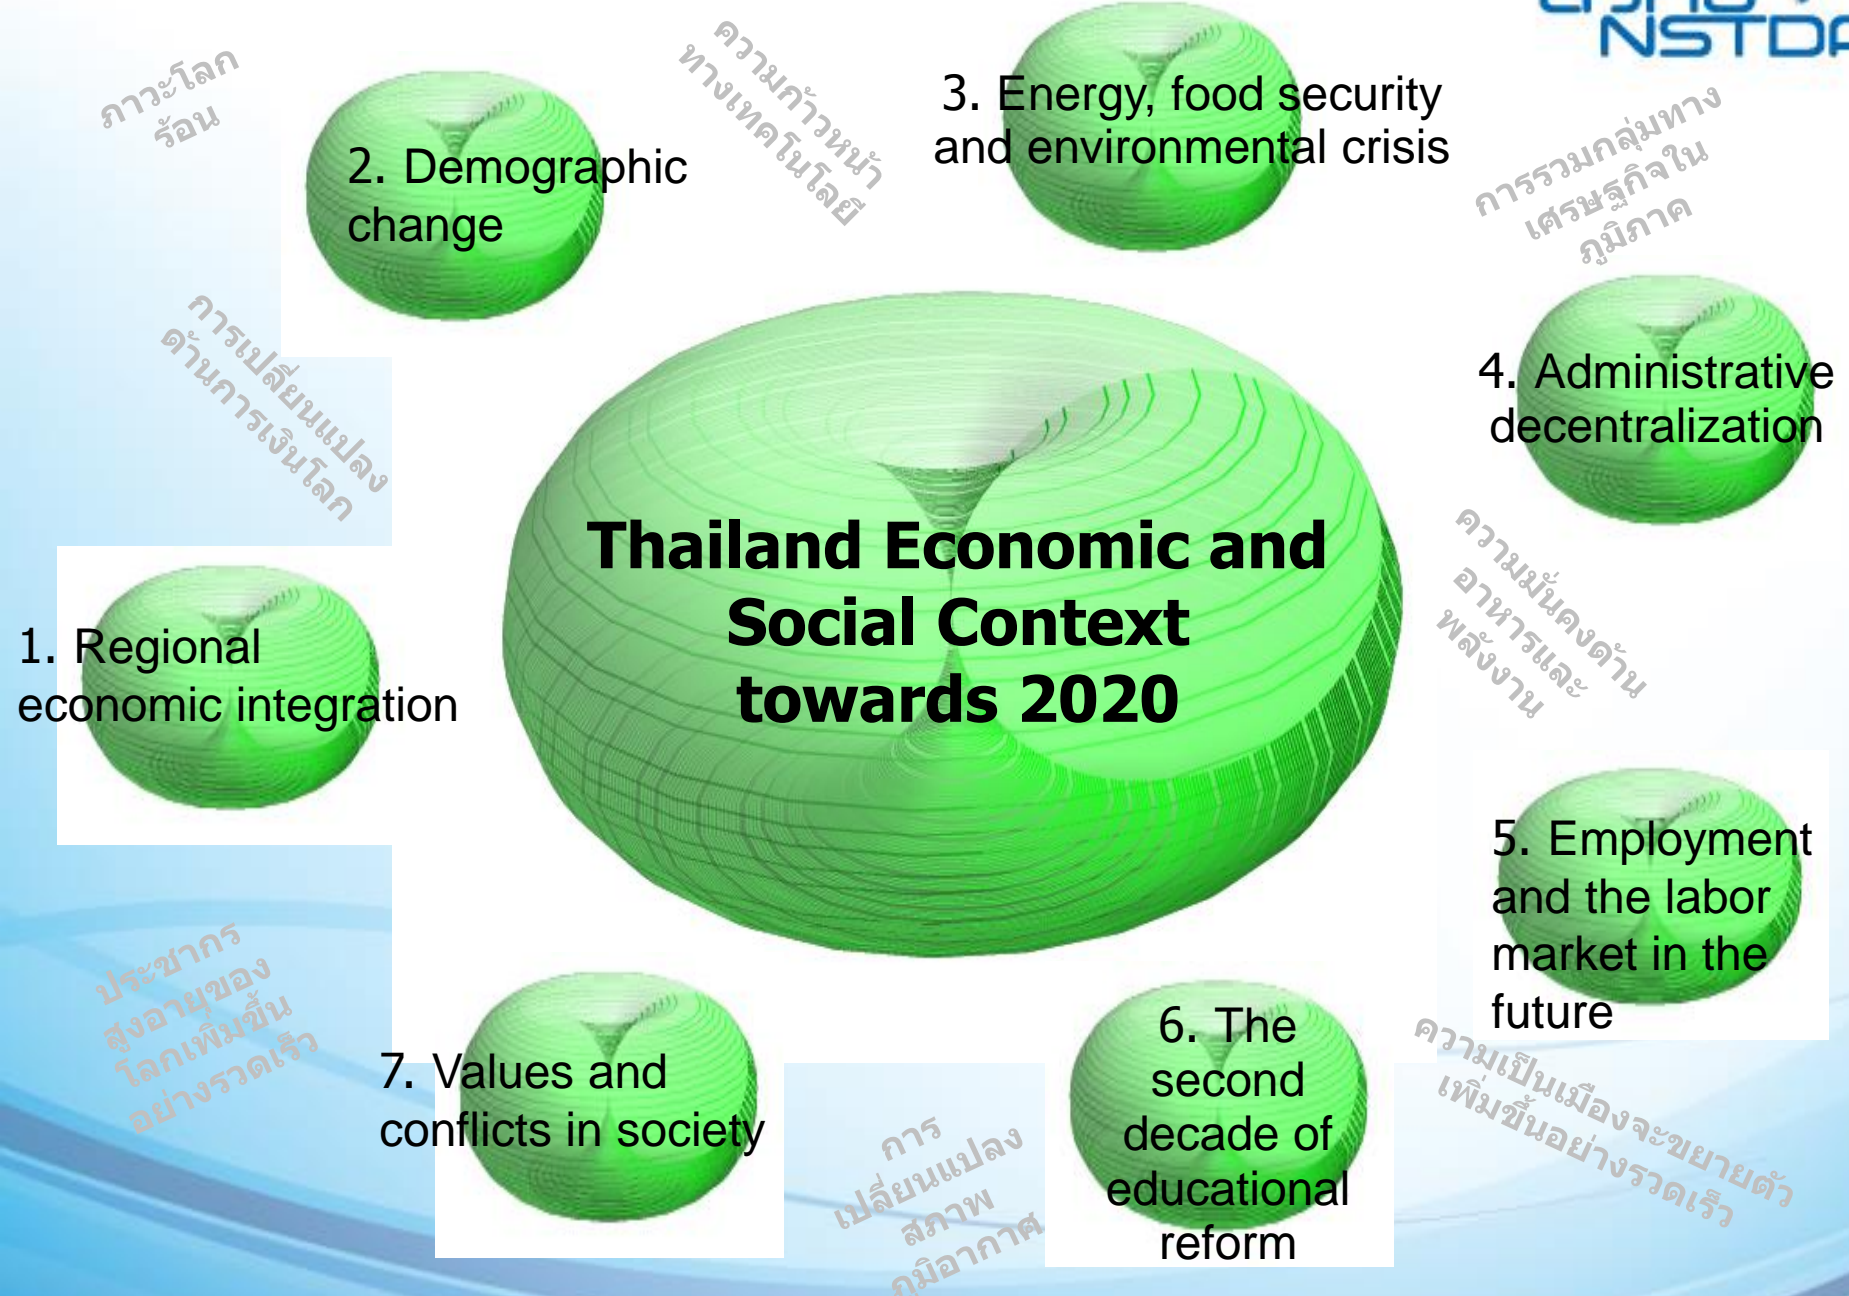 NSTDA
ภาวะโลก
ร้อน
ความก้าวหน้า
ทางเทคโนโลยี
3. Energy, food security
and environmental crisis
การรวมกลุ่มทาง
เศรษฐกิจใน
ภูมิภาค
2. Demographic
change
การเปลี่ยนแปลง
ด้านการเงินโลก
4. Administrative
decentralization
Thailand Economic and
Social Context
towards 2020
ความมั่นคงด้าน
อาหารและ
พลังงาน
1. Regional
economic integration
5. Employment
and the labor
market in the
future
ประชากร
สูงอายุของ
โลกเพิ่มขึ้น
อย่างรวดเร็ว
7. Values and
conflicts in society
6. The
second
decade of
educational
reform
ความเป็นเมืองจะขยายตัว
เพิ่มขึ้นอย่างรวดเร็ว
การ
เปลี่ยนแปลง
สภาพ
ภูมิอากาศ